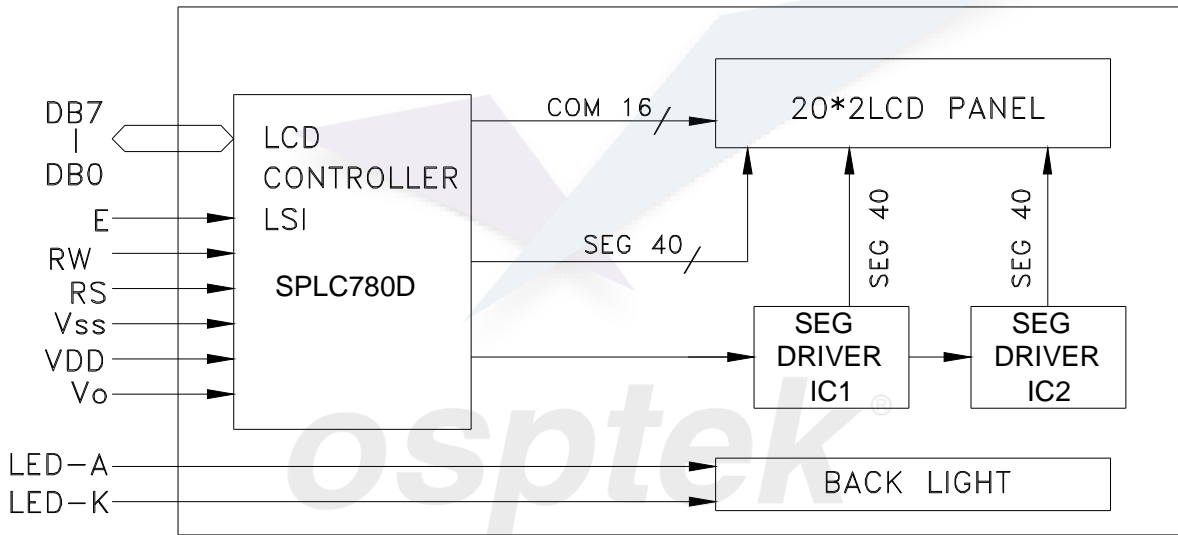 DB7
DB0
E
RW
RS
Vss
VDD
Vo
LED-A
LED-K
LCD
CONTROLLER
LSI
SPLC780D
COM 16
SEG 40
20*2LCD PANEL
SEG 40
SEG 40
SEG
DRIVER
IC1
SEG
DRIVER
IC2
BACK LIGHT
osptek®